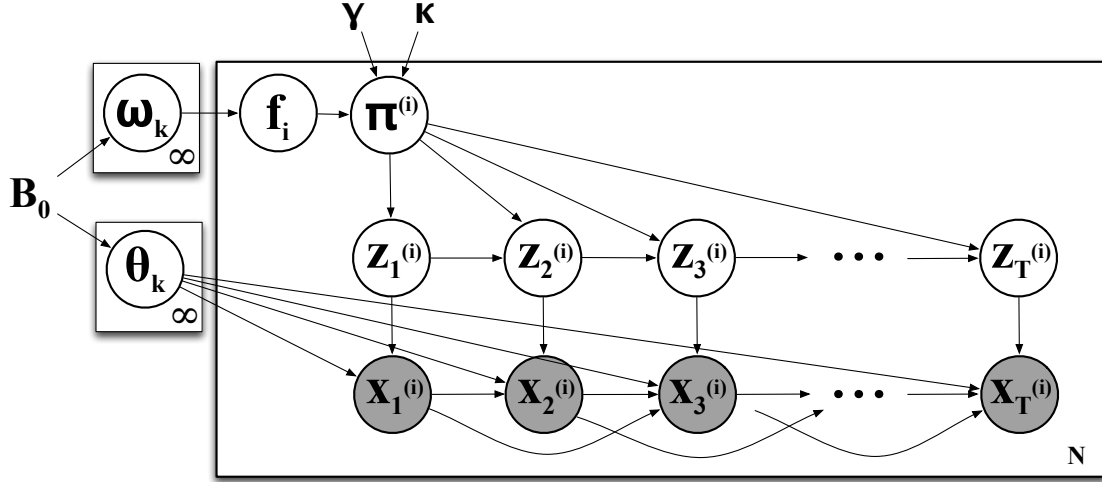 γ κ
ω_k f_i π^(i)
∞
B_0
z_1^(i) z_2^(i) z_3^(i) ••• z_T^(i)
θ_k
∞
x_1^(i) x_2^(i) x_3^(i) ••• x_T^(i)
N